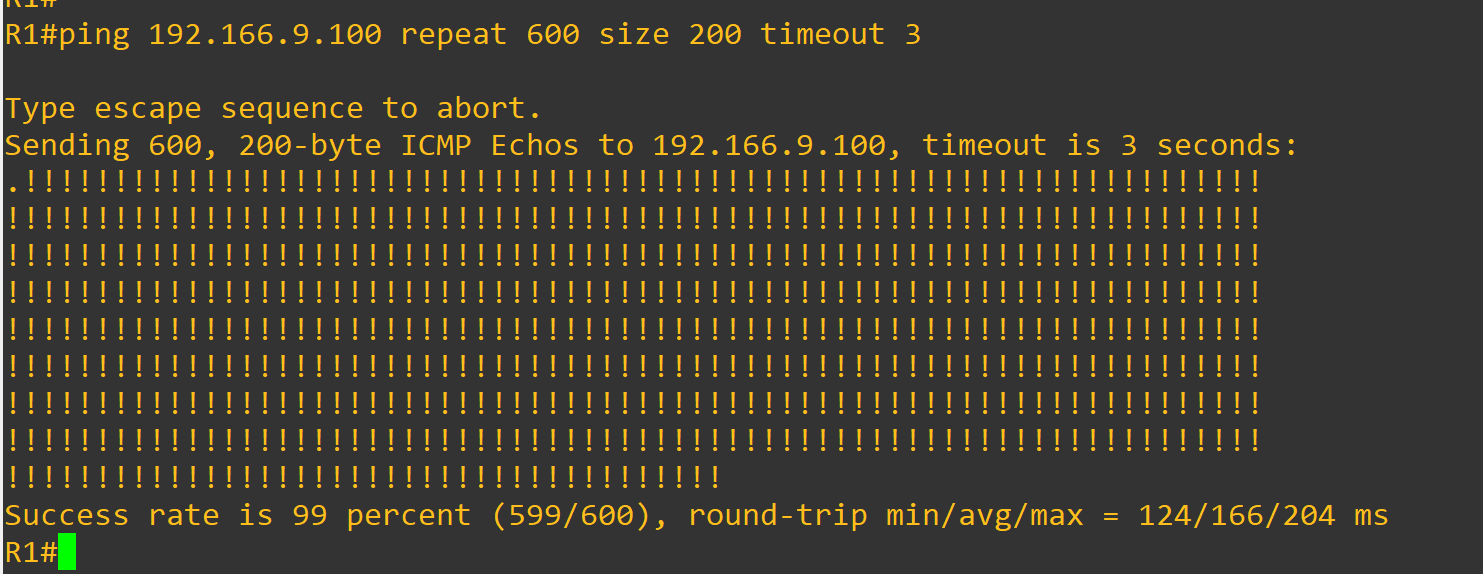 R1#
R1#ping 192.166.9.100 repeat 600 size 200 timeout 3
Type escape sequence to abort.
Sending 600, 200-byte ICMP Echos to 192.166.9.100, timeout is 3 seconds:
.!!!!!!!!!!!!!!!!!!!!!!!!!!!!!!!!!!!!!!!!!!!!!!!!!!!!!!!!!!!!!!!!!!!!!
!!!!!!!!!!!!!!!!!!!!!!!!!!!!!!!!!!!!!!!!!!!!!!!!!!!!!!!!!!!!!!!!!!!!!!
!!!!!!!!!!!!!!!!!!!!!!!!!!!!!!!!!!!!!!!!!!!!!!!!!!!!!!!!!!!!!!!!!!!!!!
!!!!!!!!!!!!!!!!!!!!!!!!!!!!!!!!!!!!!!!!!!!!!!!!!!!!!!!!!!!!!!!!!!!!!!
!!!!!!!!!!!!!!!!!!!!!!!!!!!!!!!!!!!!!!!!!!!!!!!!!!!!!!!!!!!!!!!!!!!!!!
!!!!!!!!!!!!!!!!!!!!!!!!!!!!!!!!!!!!!!!!!!!!!!!!!!!!!!!!!!!!!!!!!!!!!!
!!!!!!!!!!!!!!!!!!!!!!!!!!!!!!!!!!!!!!!!!!!!!!!!!!!!!!!!!!!!!!!!!!!!!!
!!!!!!!!!!!!!!!!!!!!!!!!!!!!!!!!!!!!!!!!!!!!!!!!!!!!!!!!!!!!!!!!!!!!!!
!!!!!!!!!!!!!!!!!!!!!!!!!!!!!!!!!!!!!!!!
Success rate is 99 percent (599/600), round-trip min/avg/max = 124/166/204 ms
R1#